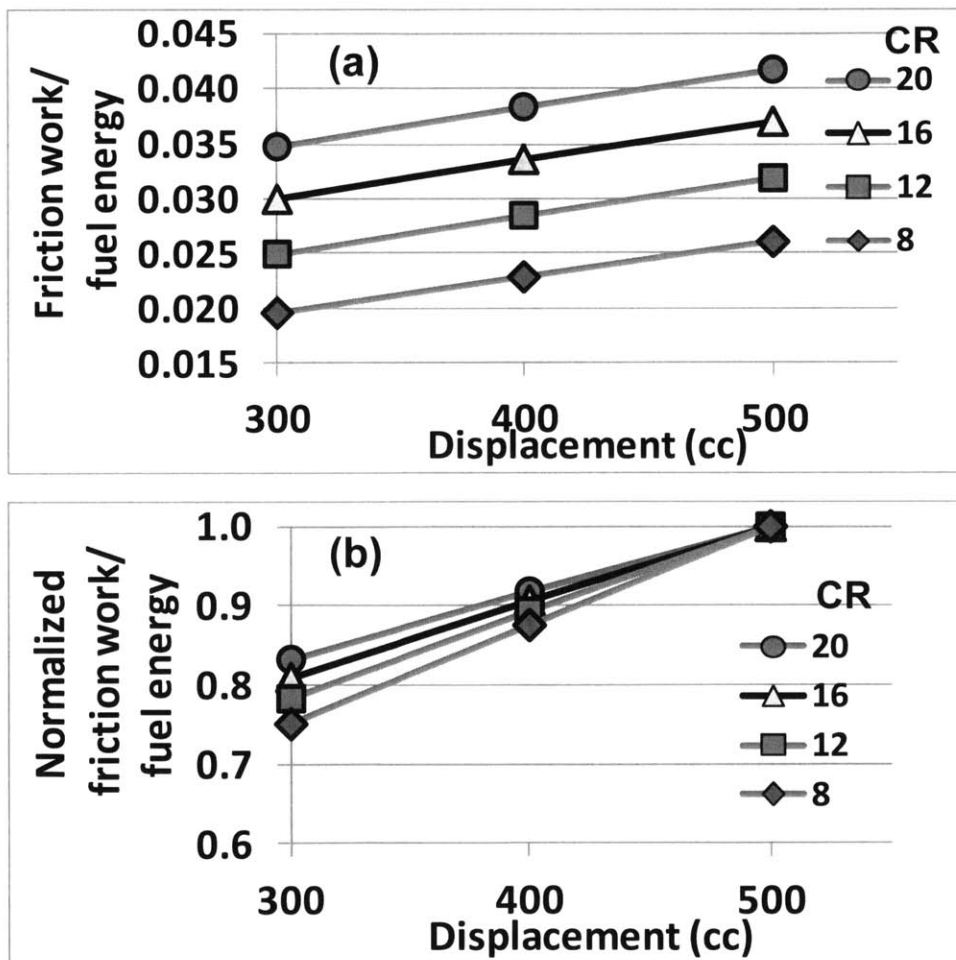 Friction work/
fuel energy
0.045
0.040
0.035
0.030
0.025
0.020
0.015
(a)
CR
20
16
12
8
300
400
500
Displacement (cc)
Normalized
friction work/
fuel energy
1.0
0.9
0.8
0.7
0.6
(b)
CR
20
16
12
8
300
400
500
Displacement (cc)